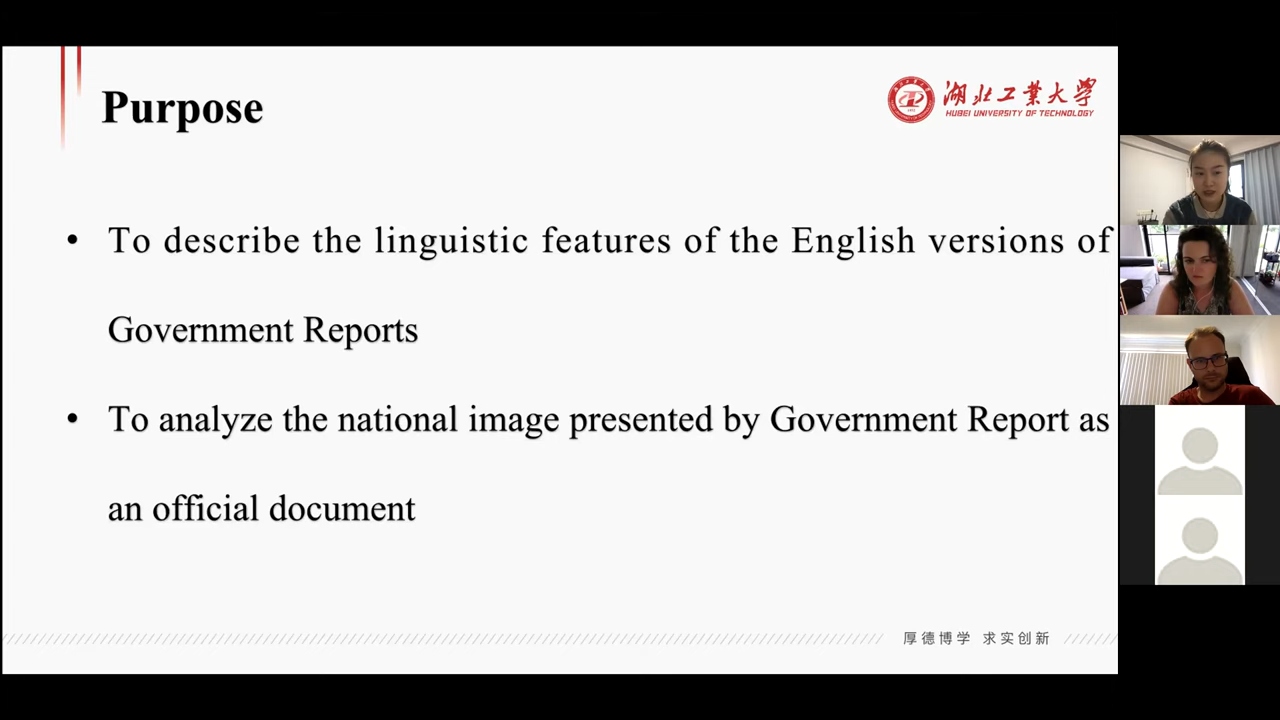 Purpose
湖北工業大学
HUBEI UNIVERSITY OF TECHNOLOGY
• To describe the linguistic features of the English versions of
Government Reports
• To analyze the national image presented by Government Report as
an official document
厚德博学 求实创新